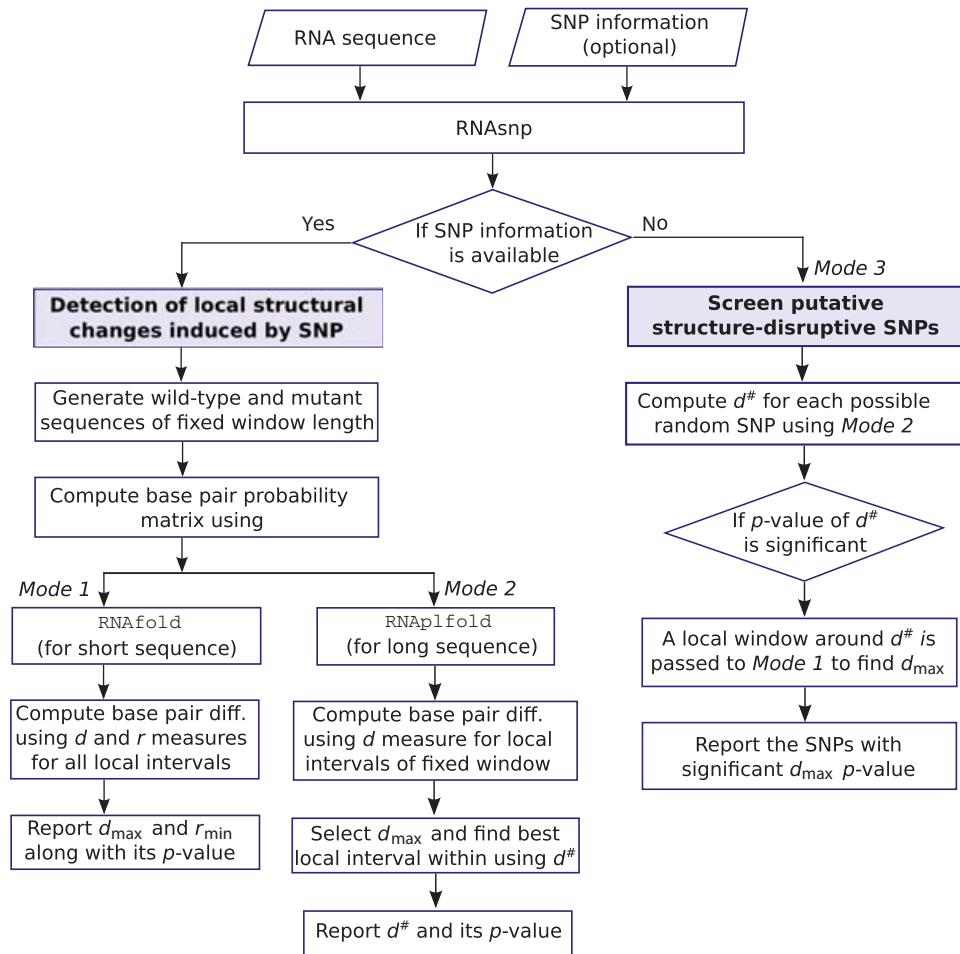 RNA sequence
SNP information
(optional)
RNAsnp
If SNP information
is available
Yes
No
Detection of local structural
changes induced by SNP
Generate wild-type and mutant
sequences of fixed window length
Compute base pair probability
matrix using
Mode 1
RNAfold
(for short sequence)
Compute base pair diff.
using d and r measures
for all local intervals
Report d_max and r_min
along with its p-value
Mode 2
RNAplfold
(for long sequence)
Compute base pair diff.
using d measure for local
intervals of fixed window
Select d_max and find best
local interval within using d#
Report d# and its p-value
Mode 3
Screen putative
structure-disruptive SNPs
Compute d# for each possible
random SNP using Mode 2
If p-value of d#
is significant
A local window around d# is
passed to Mode 1 to find d_max
Report the SNPs with
significant d_max p-value